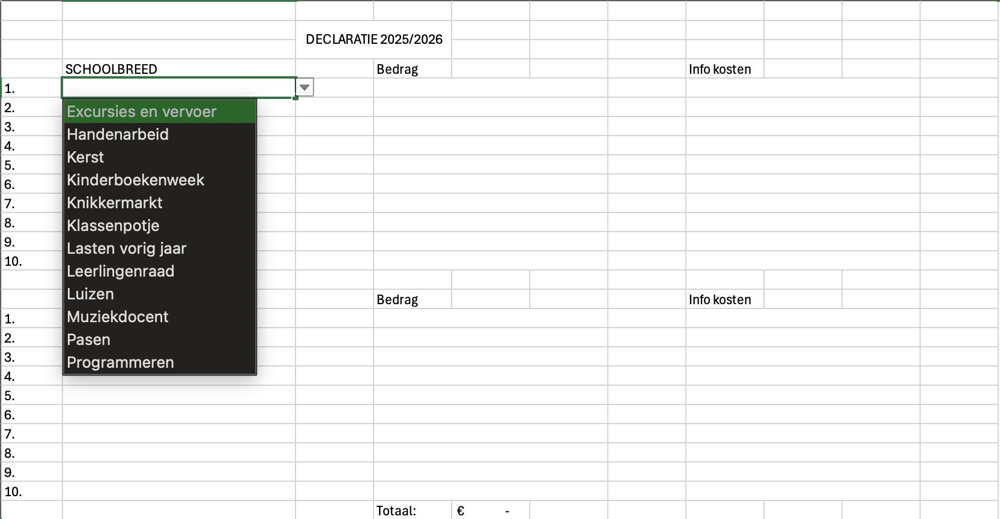 DECLARATIE 2025/2026
SCHOOLBREED Bedrag Info kosten
1.
2.
3.
4.
5.
6.
7.
8.
9.
10.
Excursies en vervoer
Handenarbeid
Kerst
Kinderboekenweek
Knikkermarkt
Klassenpotje
Lasten vorig jaar
Leerlingenraad
Luizen
Muziekdocent
Pasen
Programmeren
Bedrag Info kosten
1.
2.
3.
4.
5.
6.
7.
8.
9.
10.
Totaal: € -